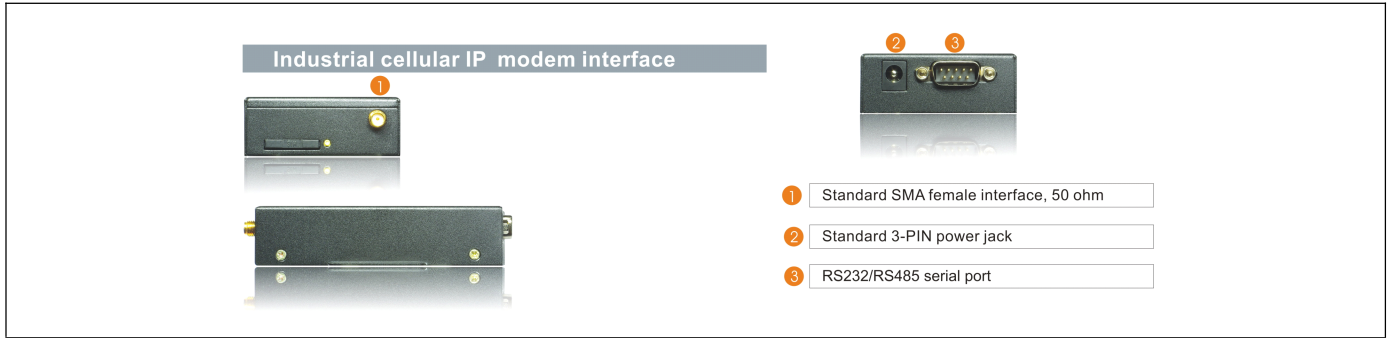 Industrial cellular IP modem interface
1
2 3
1 Standard SMA female interface, 50 ohm
2 Standard 3-PIN power jack
3 RS232/RS485 serial port